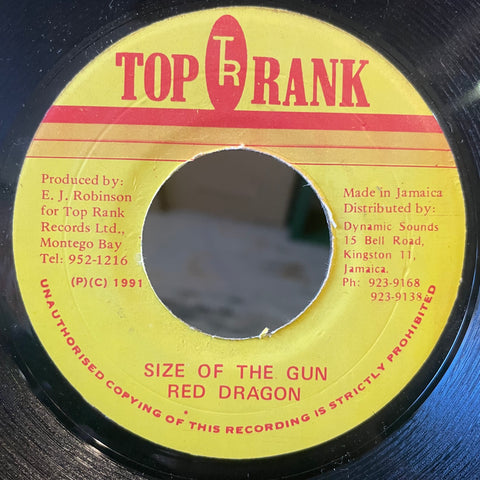 TOP TR RANK
Produced by:
E. J. Robinson
for Top Rank
Records Ltd.,
Montego Bay
Tel: 952-1216
(P)(C) 1991
Made in Jamaica
Distributed by:
Dynamic Sounds
15 Bell Road,
Kingston 11,
Jamaica.
Ph: 923-9168
923-9138
SIZE OF THE GUN
RED DRAGON
UNAUTHORISED COPYING OF THIS RECORDING IS STRICTLY PROHIBITED